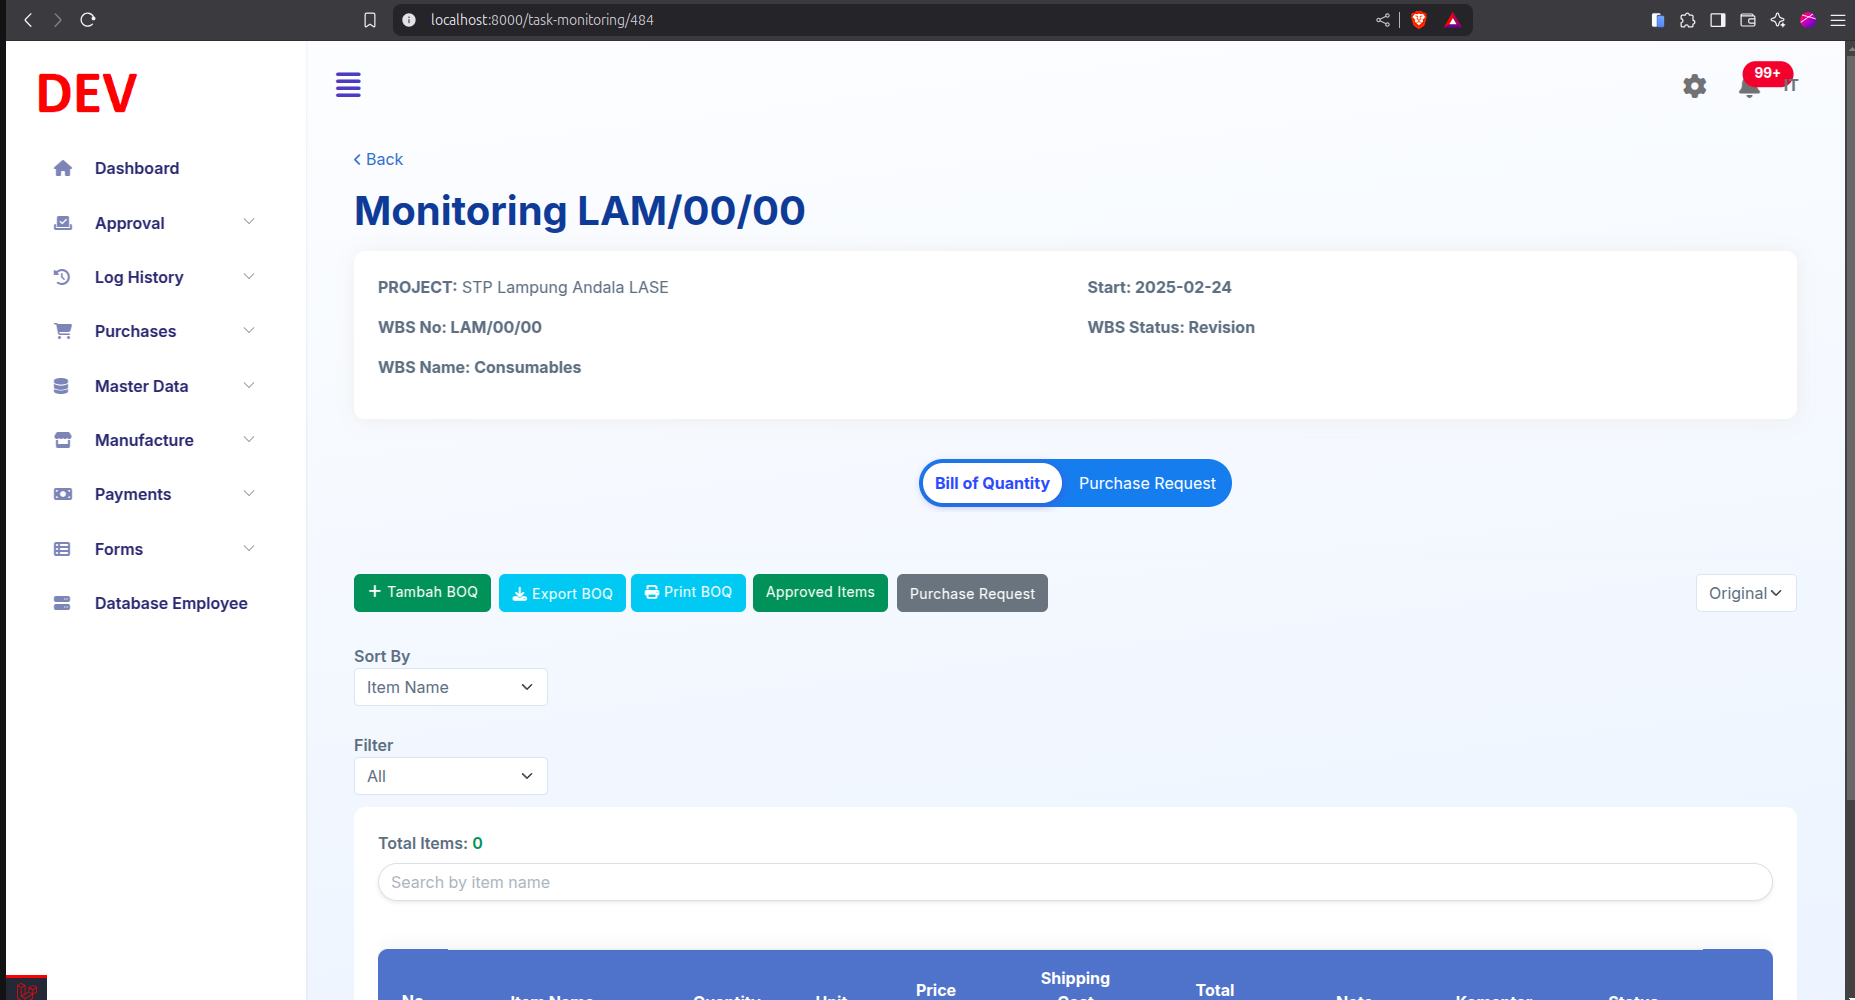 localhost:8000/task-monitoring/484
DEV
99+
IT
Dashboard
Approval
Log History
Purchases
Master Data
Manufacture
Payments
Forms
Database Employee
Back
Monitoring LAM/00/00
PROJECT: STP Lampung Andala LASE
Start: 2025-02-24
WBS No: LAM/00/00
WBS Status: Revision
WBS Name: Consumables
Bill of Quantity
Purchase Request
Tambah BOQ
Export BOQ
Print BOQ
Approved Items
Purchase Request
Original
Sort By
Item Name
Filter
All
Total Items: 0
Search by item name
No
Item Name
Quantity
Unit
Price
Shipping
Cost
Total
Note
Komentar
Status